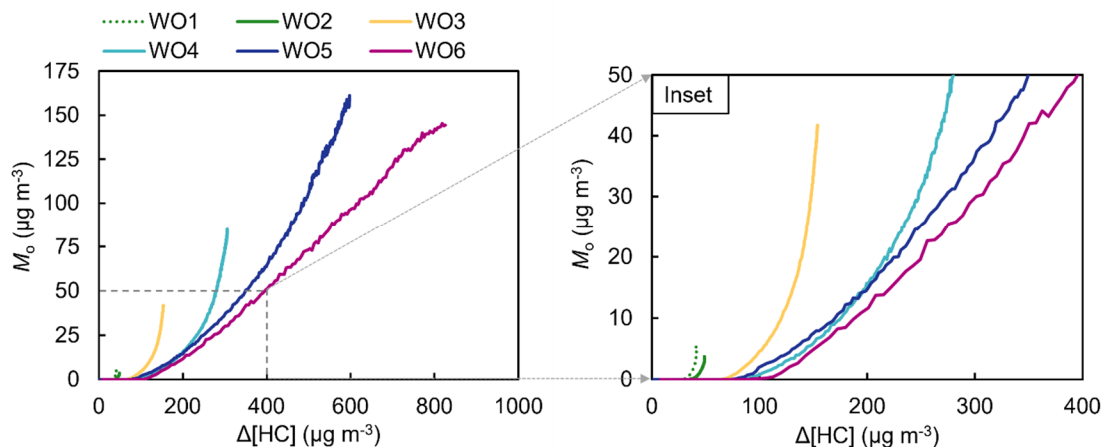 WO1 WO2 WO3
WO4 WO5 WO6
175
150
125
100
75
50
25
0
Mo (µg m-3)
0 200 400 600 800 1000
Δ[HC] (µg m-3)
Inset
50
40
30
20
10
0
Mo (µg m-3)
0 100 200 300 400
Δ[HC] (µg m-3)